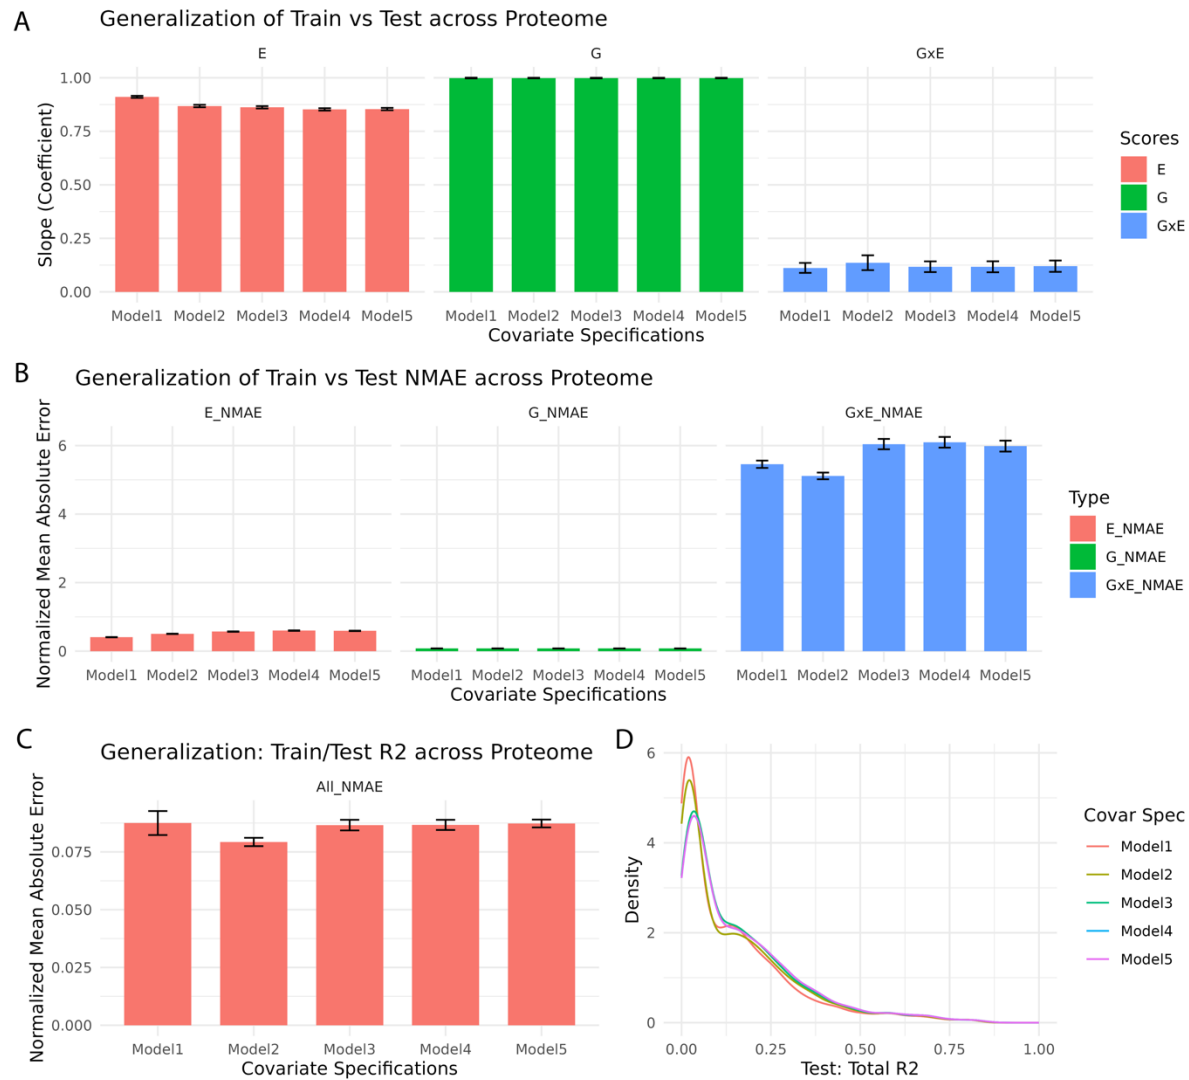 A
Generalization of Train vs Test across Proteome
E
G
GxE
Slope (Coefficient)
1.00
0.75
0.50
0.25
0.00
Model1 Model2 Model3 Model4 Model5
Model1 Model2 Model3 Model4 Model5
Model1 Model2 Model3 Model4 Model5
Covariate Specifications
Scores
E
G
GxE
B
Generalization of Train vs Test NMAE across Proteome
E_NMAE
G_NMAE
GxE_NMAE
Normalized Mean Absolute Error
6
4
2
0
Model1 Model2 Model3 Model4 Model5
Model1 Model2 Model3 Model4 Model5
Model1 Model2 Model3 Model4 Model5
Covariate Specifications
Type
E_NMAE
G_NMAE
GxE_NMAE
C
Generalization: Train/Test R2 across Proteome
All_NMAE
Normalized Mean Absolute Error
0.075
0.050
0.025
0.000
Model1 Model2 Model3 Model4 Model5
Covariate Specifications
D
Density
6
4
2
0
0.00 0.25 0.50 0.75 1.00
Test: Total R2
Covar Spec
Model1
Model2
Model3
Model4
Model5